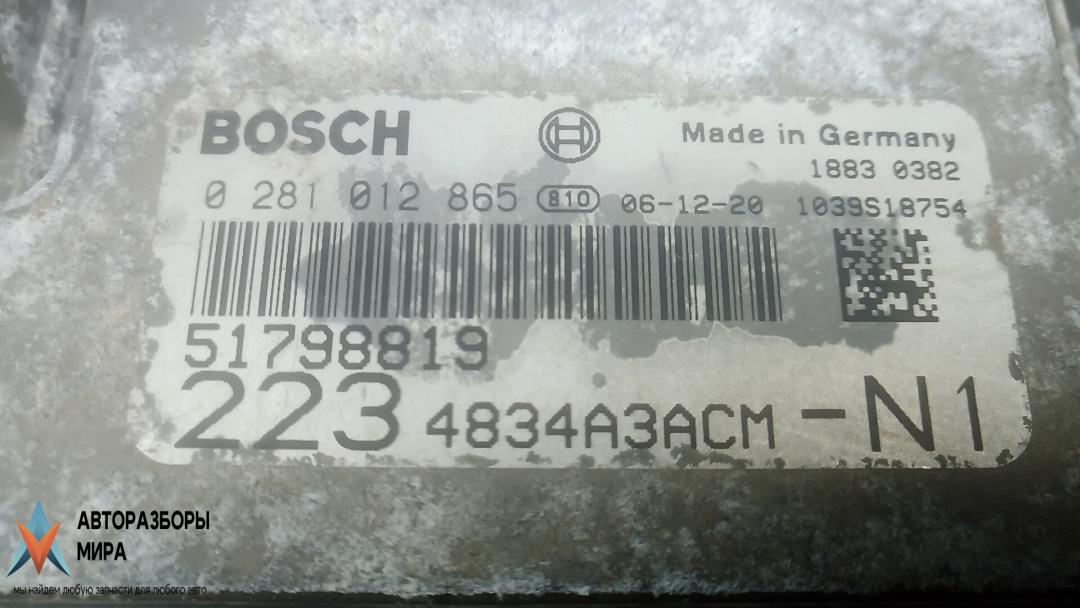 BOSCH
Made in Germany
1883 0382
0 281 012 865 810 06-12-20 1039S18754
51798819
223 4834A3ACM -N1
АВТОРАЗБОРЫ
МИРА
мы найдем любую запчасти для любого авто